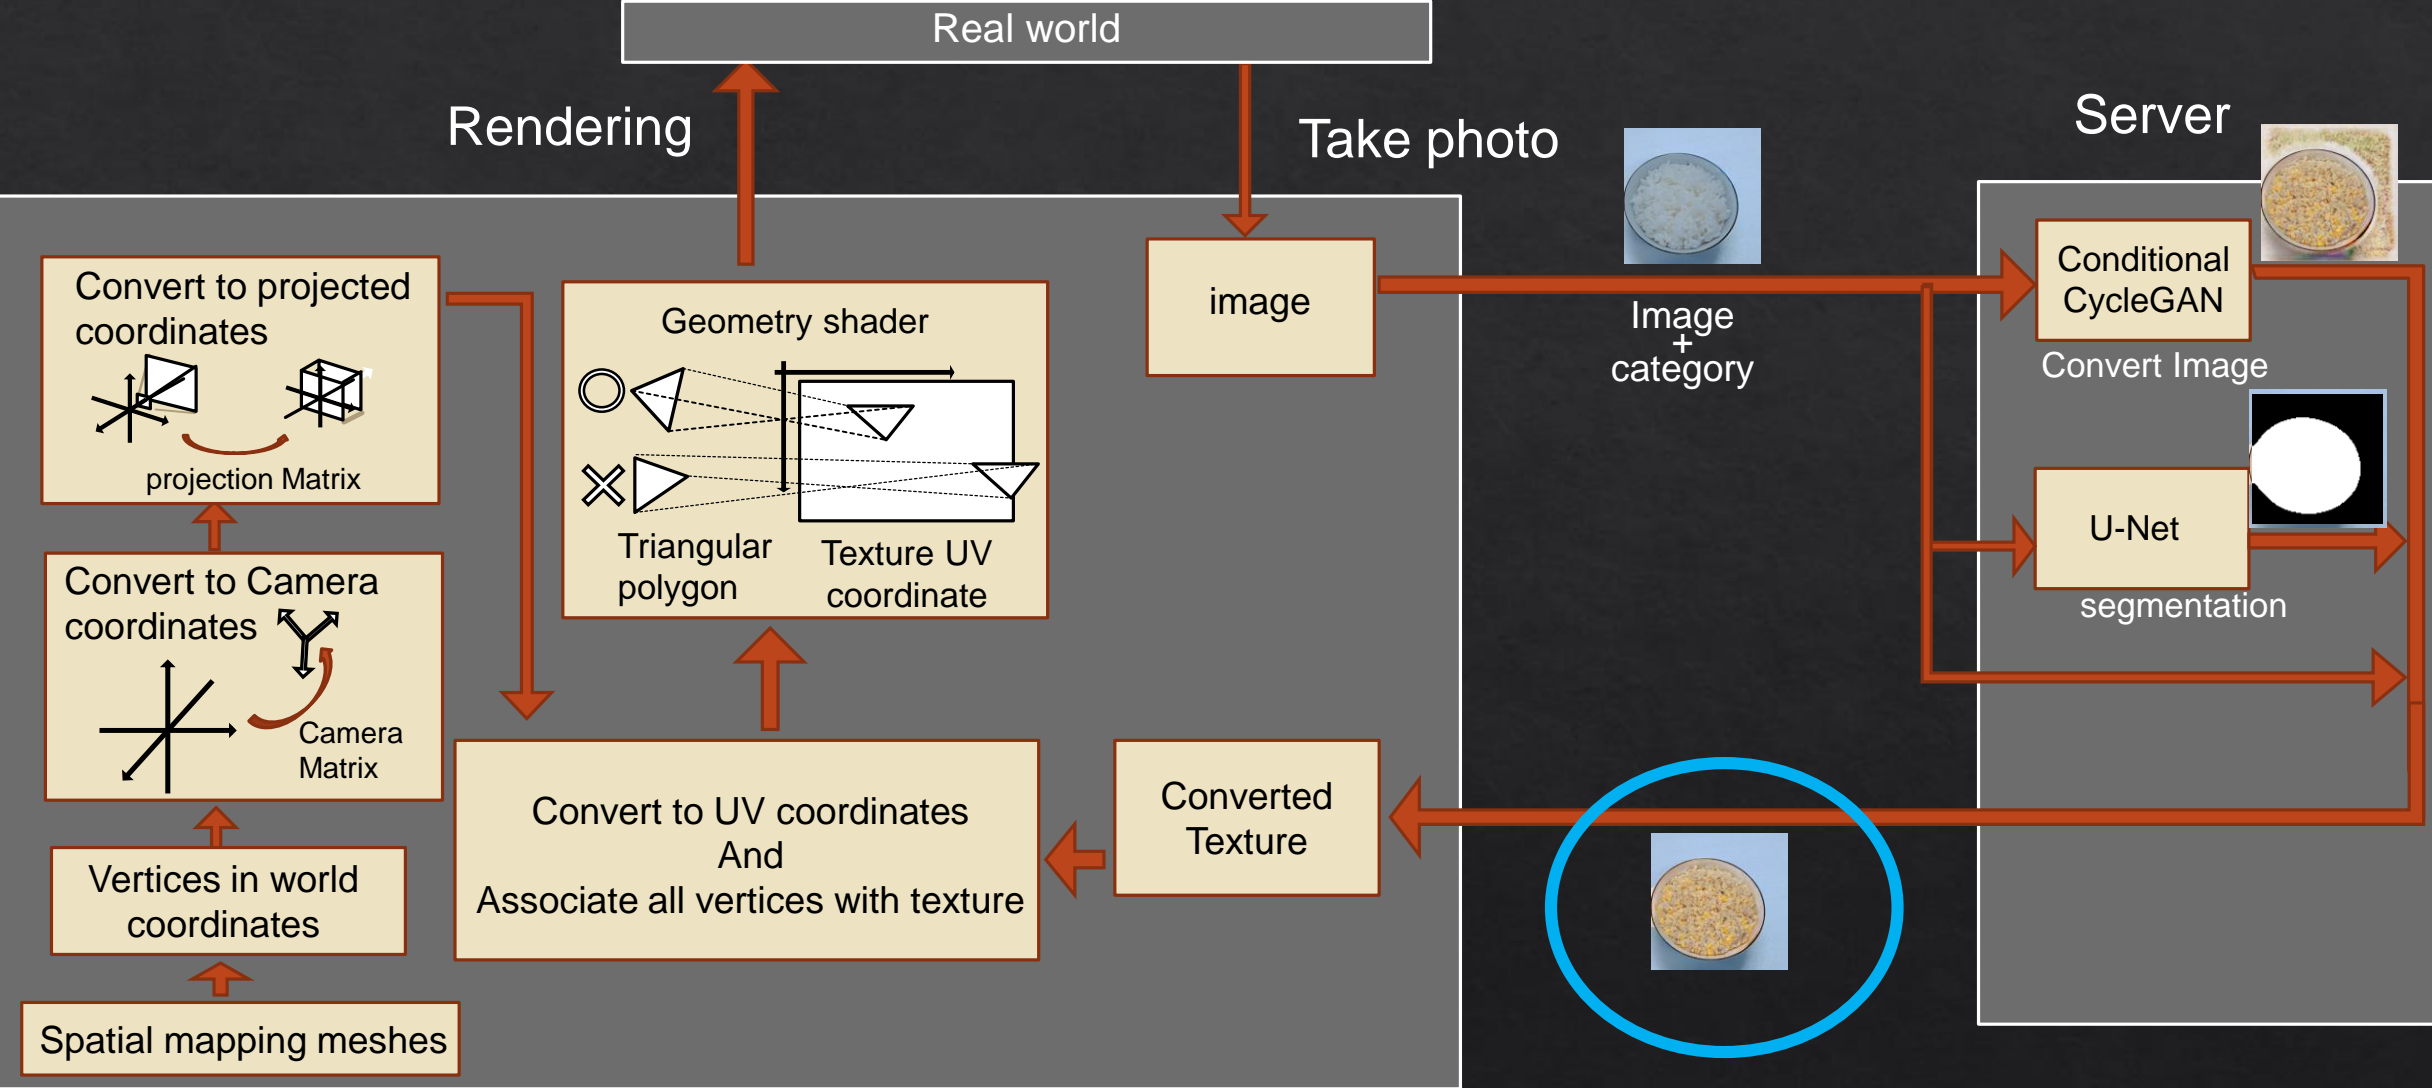 Real world
Rendering
Take photo
Server
Convert to projected
coordinates
projection Matrix
Convert to Camera
coordinates
Camera
Matrix
Vertices in world
coordinates
Spatial mapping meshes
Geometry shader
Triangular
polygon
Texture UV
coordinate
Convert to UV coordinates
And
Associate all vertices with texture
image
Converted
Texture
Image
+
category
Conditional
CycleGAN
Convert Image
U-Net
segmentation